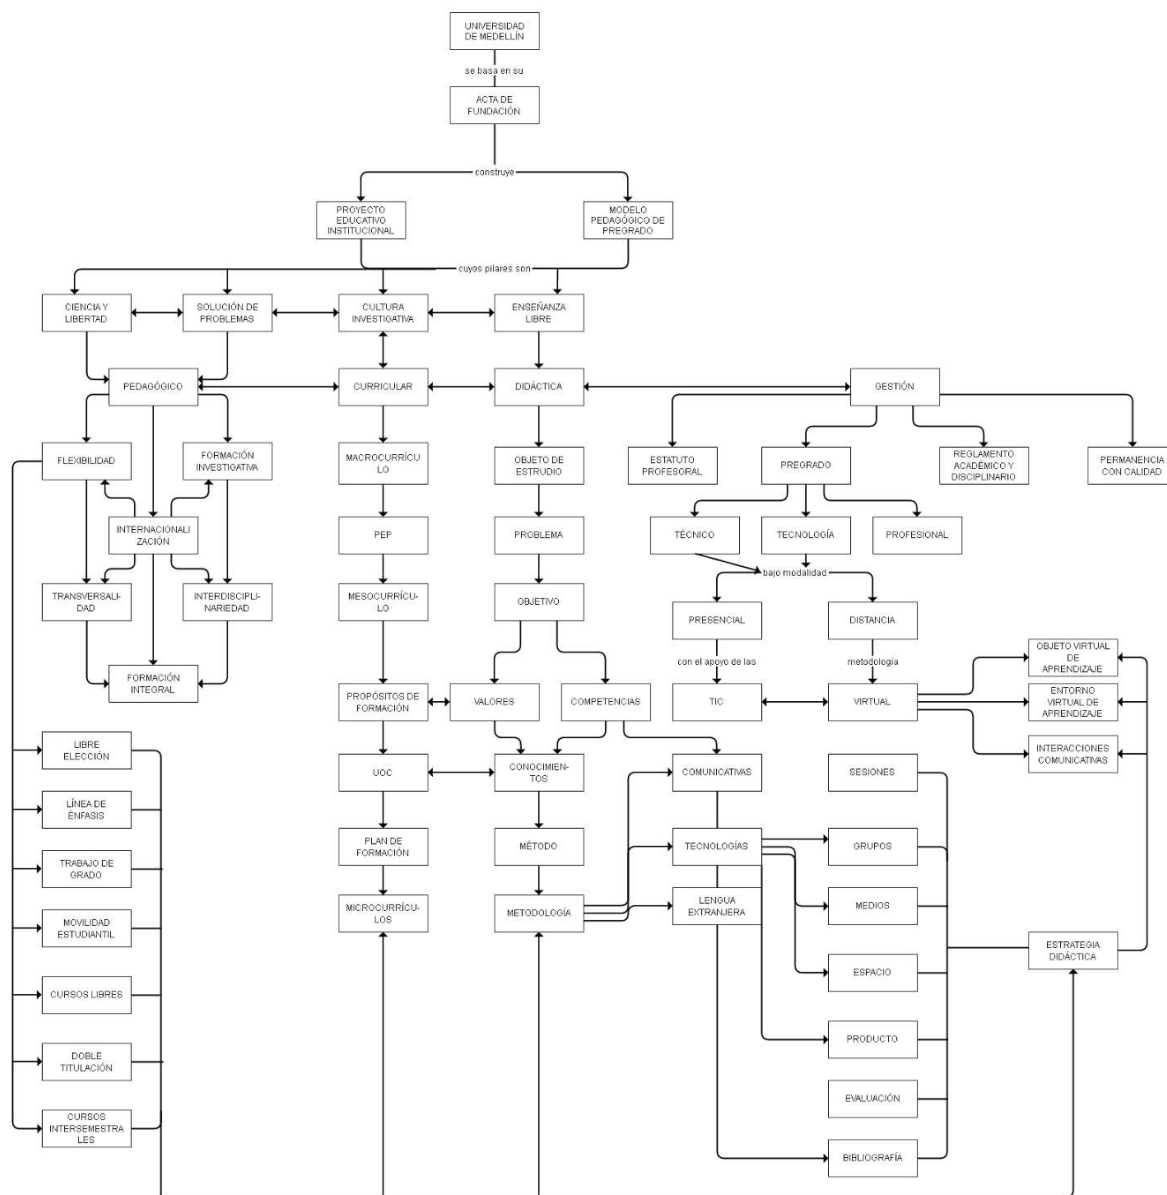 UNIVERSIDAD
DE MEDELLÍN
se basa en su
ACTA DE
FUNDACIÓN
construye
PROYECTO
EDUCATIVO
INSTITUCIONAL
MODELO
PEDAGÓGICO DE
PREGRADO
cuyos pilares son
CIENCIA Y
LIBERTAD
SOLUCIÓN DE
PROBLEMAS
CULTURA
INVESTIGATIVA
ENSEÑANZA
LIBRE
PEDAGÓGICO
CURRICULAR
DIDÁCTICA
GESTIÓN
FLEXIBILIDAD
FORMACIÓN
INVESTIGATIVA
MACROCURRÍCU
LO
OBJETO DE
ESTRUDIO
ESTATUTO
PROFESORAL
PREGRADO
REGLAMENTO
ACADÉMICO Y
DISCIPLINARIO
PERMANENCIA
CON CALIDAD
INTERNACIONALI
ZACIÓN
PEP
PROBLEMA
TÉCNICO
TECNOLOGÍA
PROFESIONAL
bajo modalidad
TRANSVERSALI-
DAD
INTERDISCIPLI-
NARIEDAD
MESOCURRÍCU-
LO
OBJETIVO
PRESENCIAL
DISTANCIA
con el apoyo de las
metodología
OBJETO VIRTUAL
DE
APRENDIZAJE
FORMACIÓN
INTEGRAL
PROPÓSITOS DE
FORMACIÓN
VALORES
COMPETENCIAS
TIC
VIRTUAL
ENTORNO
VIRTUAL DE
APRENDIZAJE
LIBRE
ELECCIÓN
UOC
CONOCIMIEN-
TOS
COMUNICATIVAS
SESIONES
INTERACCIONES
COMUNICATIVAS
LÍNEA DE
ÉNFASIS
PLAN DE
FORMACIÓN
MÉTODO
TECNOLOGÍAS
GRUPOS
TRABAJO DE
GRADO
MICROCURRÍCU-
LOS
METODOLOGÍA
LENGUA
EXTRANJERA
MEDIOS
MOVILIDAD
ESTUDIANTIL
ESPACIO
ESTRATEGIA
DIDÁCTICA
CURSOS LIBRES
PRODUCTO
DOBLE
TITULACIÓN
EVALUACIÓN
CURSOS
INTERSEMESTRA
LES
BIBLIOGRAFÍA